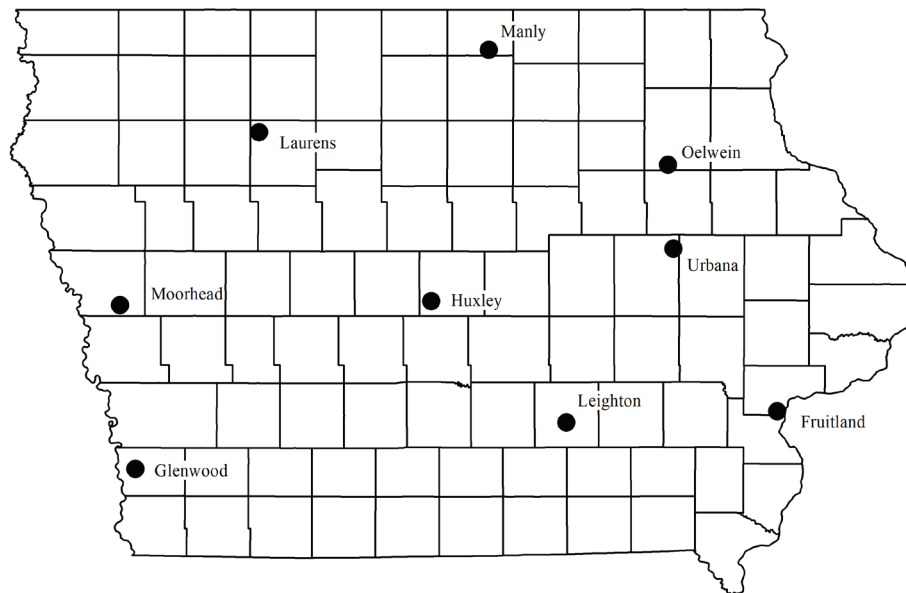 Manly
Laurens
Oelwein
Urbana
Moorhead
Huxley
Leighton
Fruitland
Glenwood